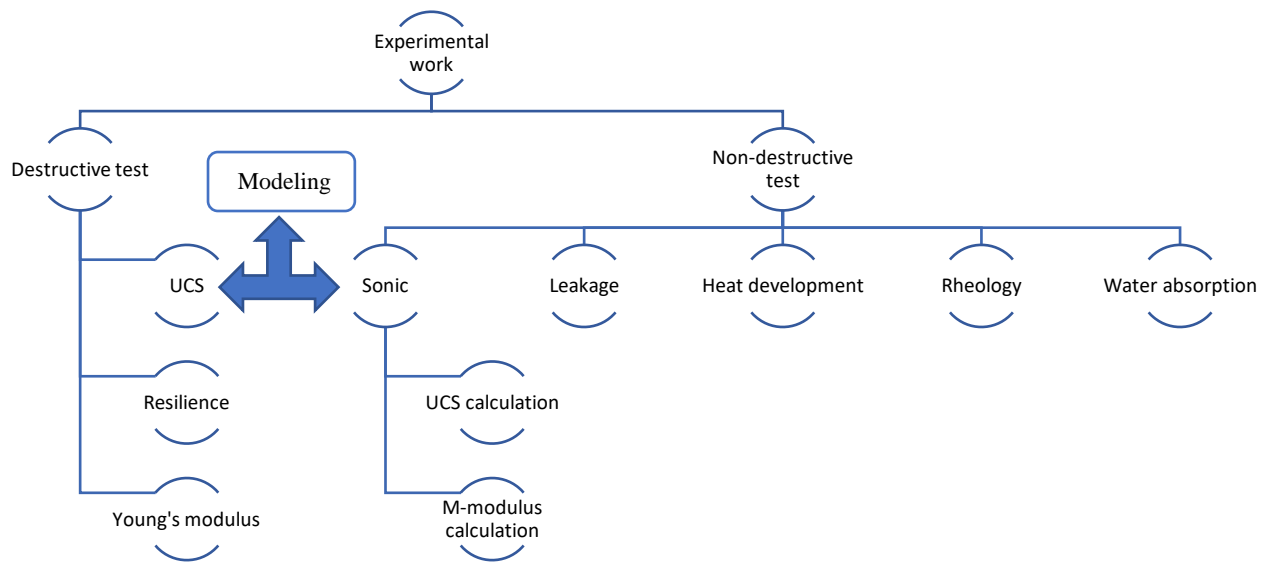 Experimental
work
Destructive test
Modeling
Non-destructive
test
UCS
Sonic
Leakage
Heat development
Rheology
Water absorption
Resilience
UCS calculation
Young's modulus
M-modulus
calculation